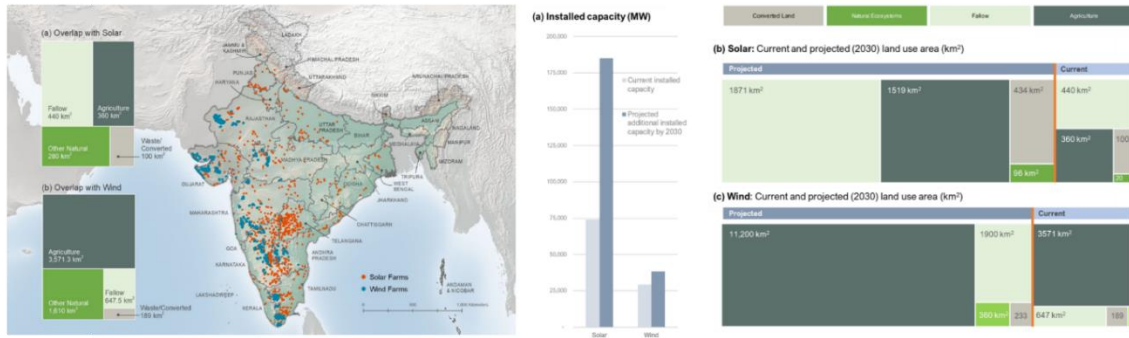 (a) Overlap with Solar
Fallow
440 km²
Agriculture
360 km²
Other Natural
280 km²
Waste/
Converted
100 km²
(b) Overlap with Wind
Agriculture
3,571.3 km²
Other Natural
1,810 km²
Fallow
647.5 km²
Waste/Converted
189 km²
LADAKH
JAMMU &
KASHMIR
HIMACHAL PRADESH
PUNJAB
UTTARAKHAND
HARYANA
ARUNACHAL PRADESH
SIKKIM
RAJASTHAN
UTTAR
PRADESH
BIHAR
ASSAM
NAGALAND
MEGHALAYA
MANIPUR
MIZORAM
TRIPURA
WEST
BENGAL
JHARKHAND
MADHYA PRADESH
GUJARAT
ODISHA
CHATTISGARH
MAHARASHTRA
TELANGANA
GOA
ANDHRA
PRADESH
KARNATAKA
TAMILNADU
LAKSHADWEEP
KERALA
ANDAMAN
& NICOBAR
Solar Farms
Wind Farms
(a) Installed capacity (MW)
200,000
175,000
150,000
125,000
100,000
75,000
50,000
25,000
-
Current installed
capacity
Projected
additional installed
capacity by 2030
Solar
Wind
Converted Land
Natural Ecosystems
Fallow
Agriculture
(b) Solar: Current and projected (2030) land use area (km²)
Projected
Current
1871 km²
1519 km²
434 km²
96 km²
440 km²
360 km²
100
20
(c) Wind: Current and projected (2030) land use area (km²)
Projected
Current
11,200 km²
1900 km²
360 km²
233
3571 km²
647 km²
189